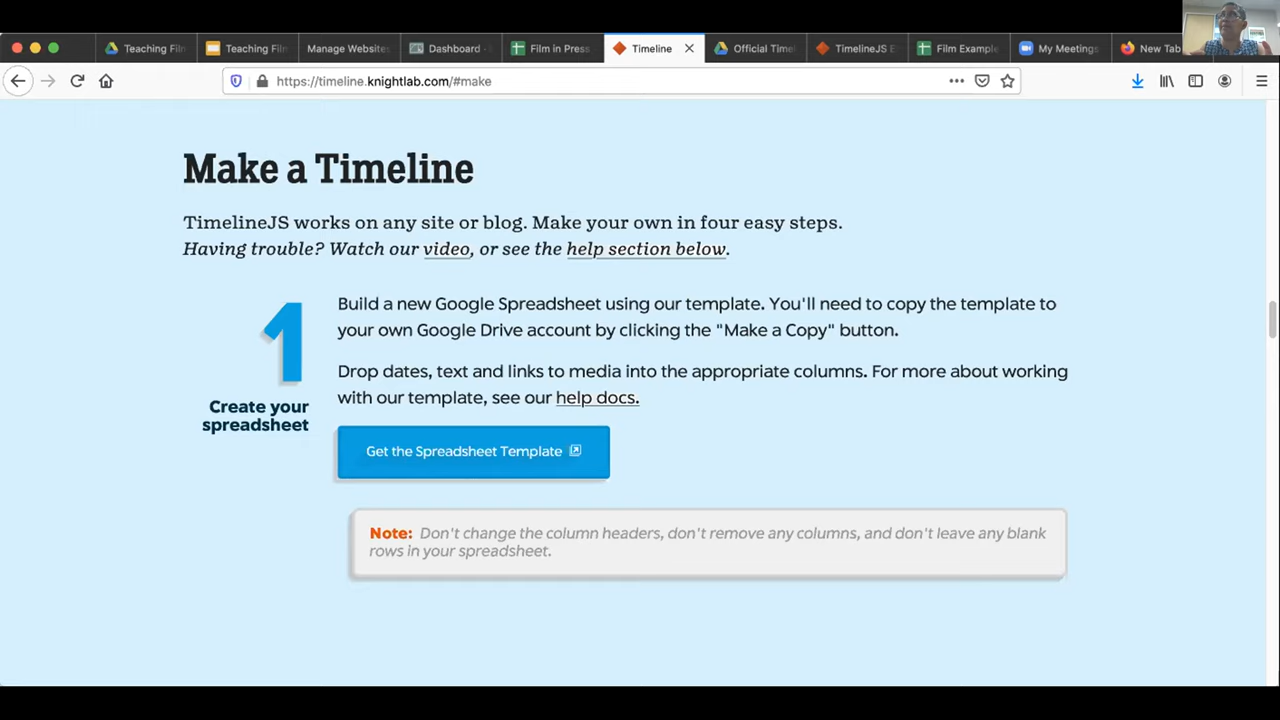 Teaching Film
Teaching Film
Manage Websites
Dashboard
Film in Press
Timeline
Official Timel
TimelineJS E
Film Example
My Meetings
New Tab
https://timeline.knightlab.com/#make
Make a Timeline
TimelineJS works on any site or blog. Make your own in four easy steps.
Having trouble? Watch our video, or see the help section below.
1
Create your
spreadsheet
Build a new Google Spreadsheet using our template. You'll need to copy the template to
your own Google Drive account by clicking the "Make a Copy" button.
Drop dates, text and links to media into the appropriate columns. For more about working
with our template, see our help docs.
Get the Spreadsheet Template
Note: Don't change the column headers, don't remove any columns, and don't leave any blank
rows in your spreadsheet.